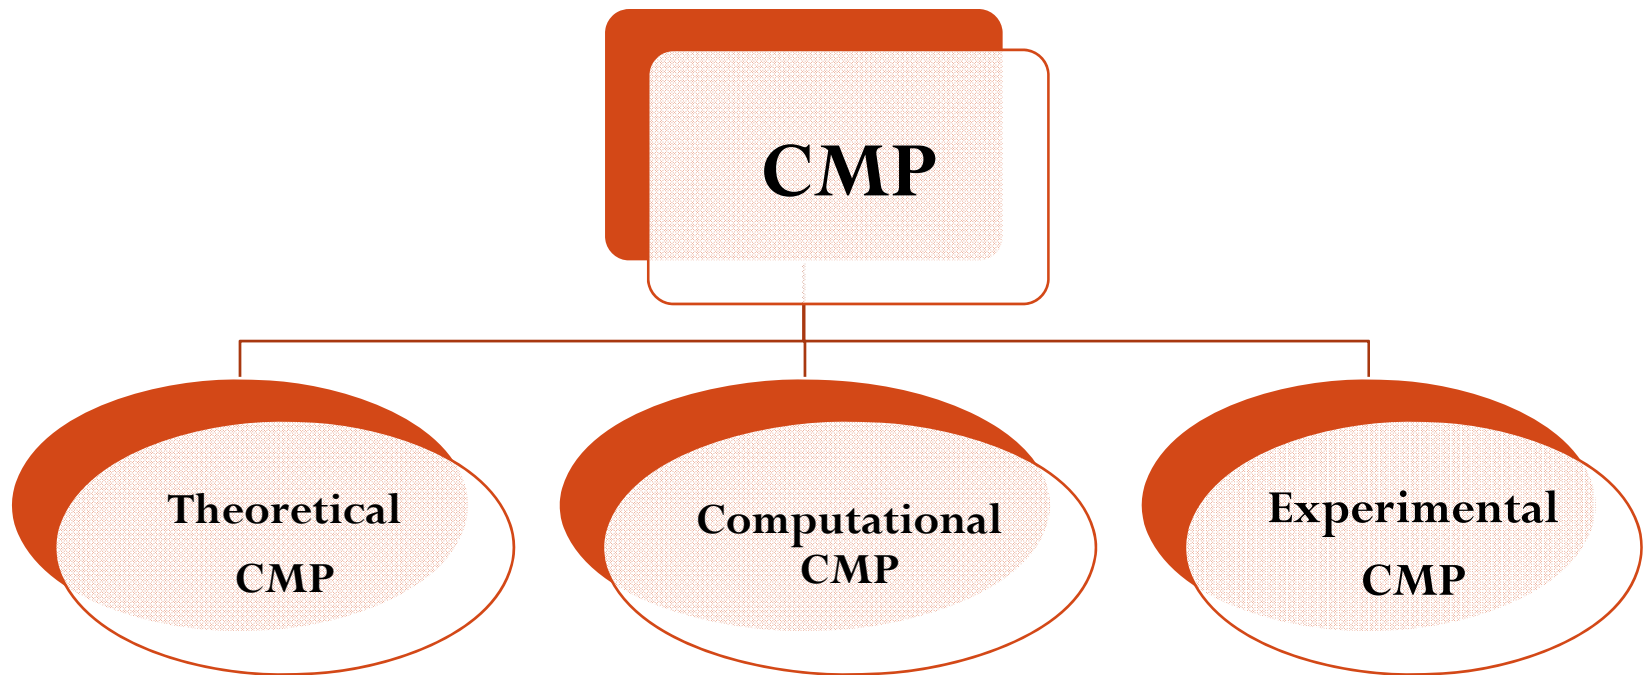 CMP
Theoretical
CMP
Computational
CMP
Experimental
CMP